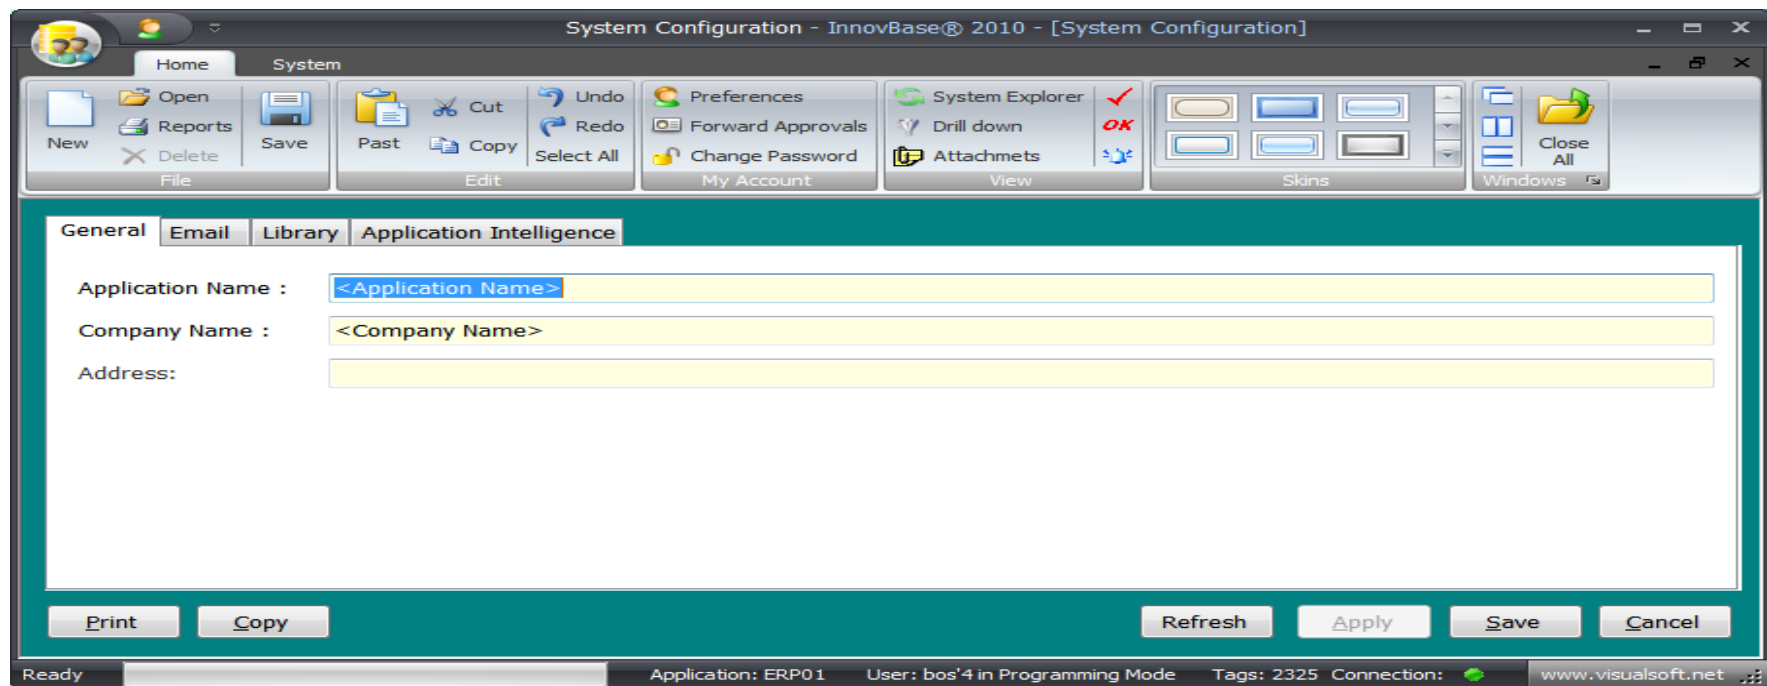 System Configuration - InnovBase® 2010 - [System Configuration]
Home System
New Open Reports Delete Save
File
Past Cut Copy Undo Redo Select All
Edit
Preferences
Forward Approvals
Change Password
My Account
System Explorer
Drill down OK
Attachmets
View
Skins
Close All
Windows
General Email Library Application Intelligence
Application Name : <Application Name>
Company Name : <Company Name>
Address:
Print Copy Refresh Apply Save Cancel
Ready Application: ERP01 User: bos'4 in Programming Mode Tags: 2325 Connection: www.visualsoft.net